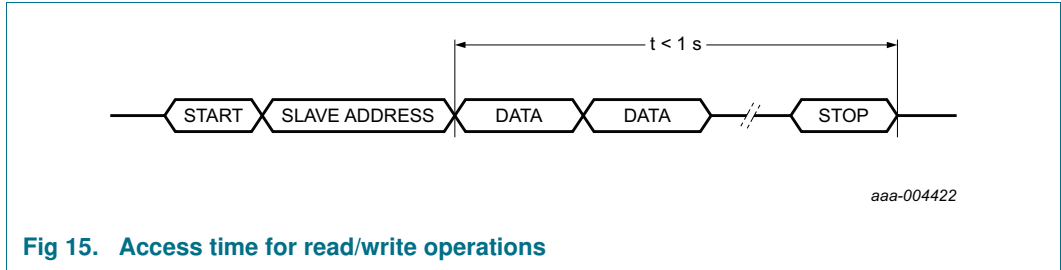 t < 1 s
START SLAVE ADDRESS DATA DATA STOP
aaa-004422
Fig 15. Access time for read/write operations